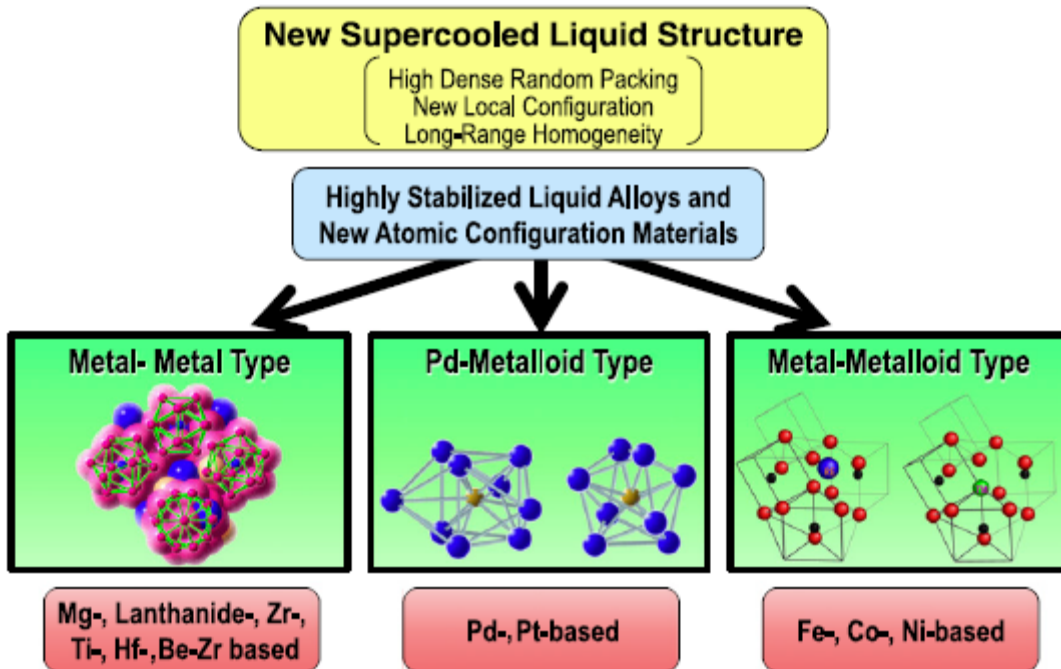 New Supercooled Liquid Structure
High Dense Random Packing
New Local Configuration
Long-Range Homogeneity
Highly Stabilized Liquid Alloys and
New Atomic Configuration Materials
Metal- Metal Type
Pd-Metalloid Type
Metal-Metalloid Type
Mg-, Lanthanide-, Zr-,
Ti-, Hf-,Be-Zr based
Pd-,Pt-based
Fe-, Co-, Ni-based